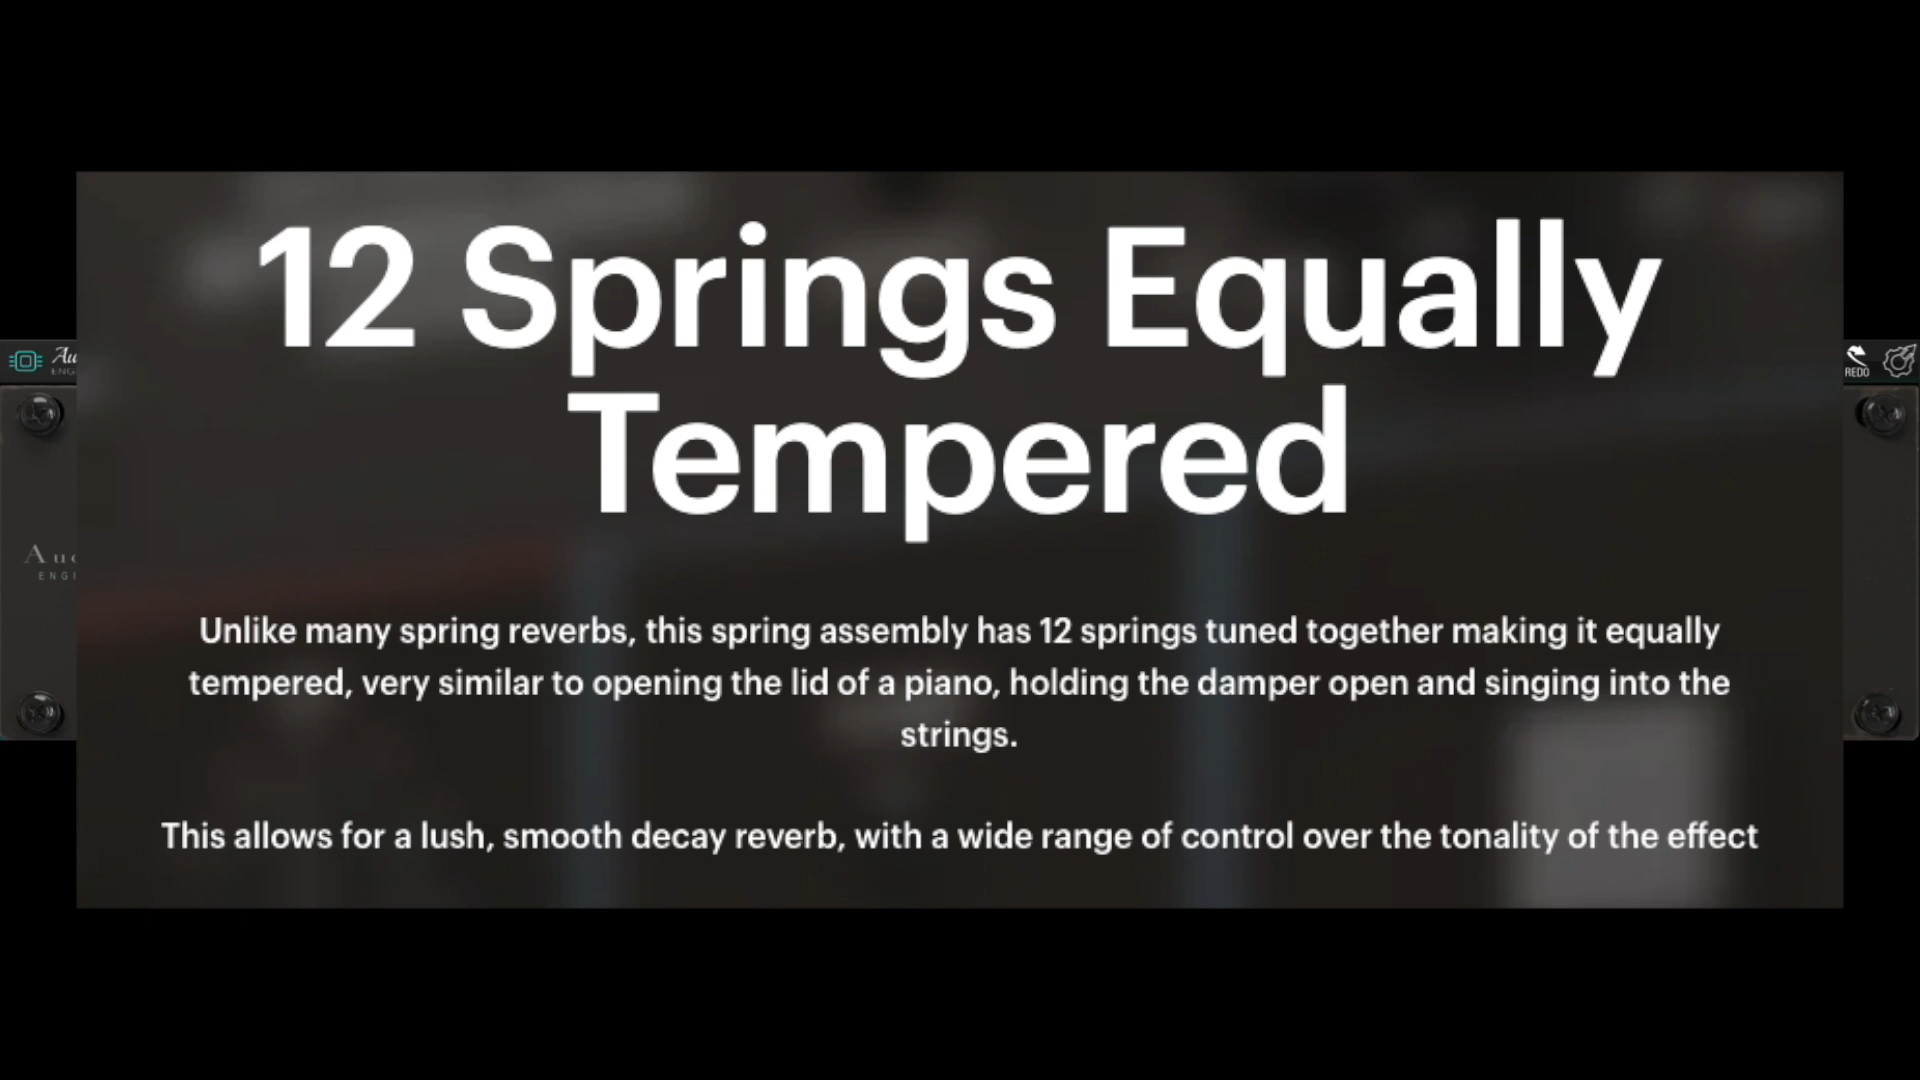 12 Springs Equally
Tempered
Unlike many spring reverbs, this spring assembly has 12 springs tuned together making it equally
tempered, very similar to opening the lid of a piano, holding the damper open and singing into the
strings.
This allows for a lush, smooth decay reverb, with a wide range of control over the tonality of the effect
REDO